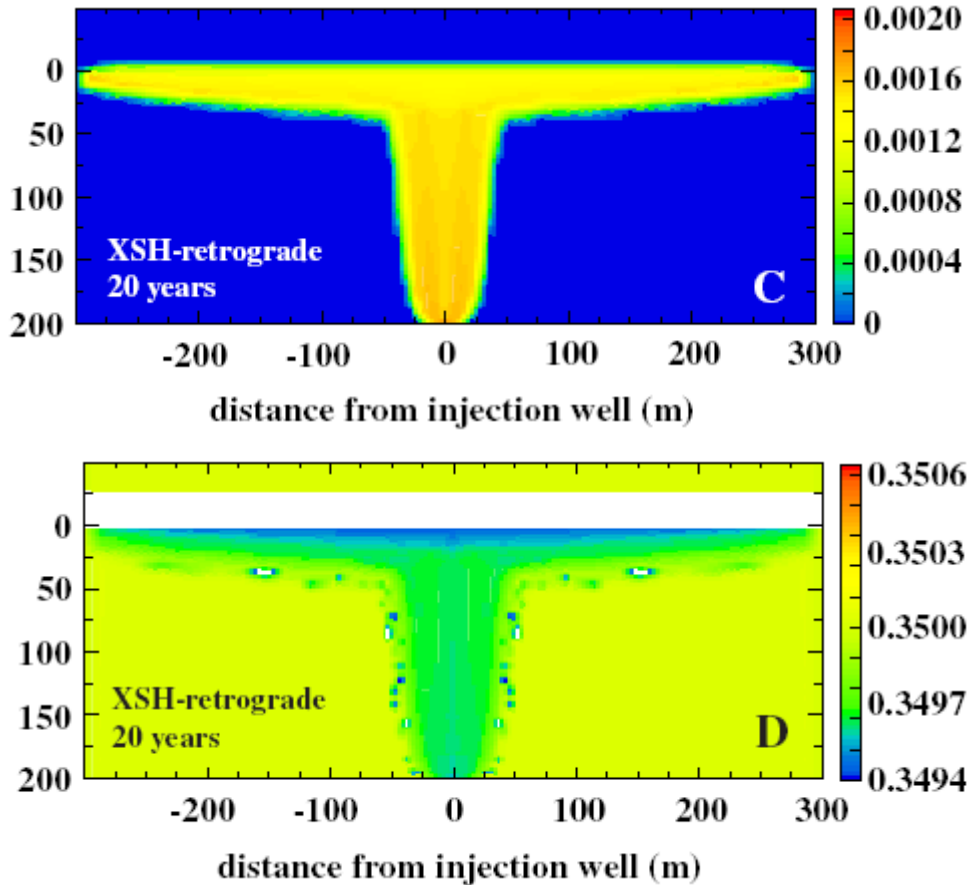 0.0020
0
0.0016
50
0.0012
100
0.0008
XSH-retrograde
150
0.0004
20 years
C
200
0
-200 -100 0 100 200 300
distance from injection well (m)
0.3506
0
0.3503
50
0.3500
100
XSH-retrograde
150
0.3497
20 years
D
200
0.3494
-200 -100 0 100 200 300
distance from injection well (m)